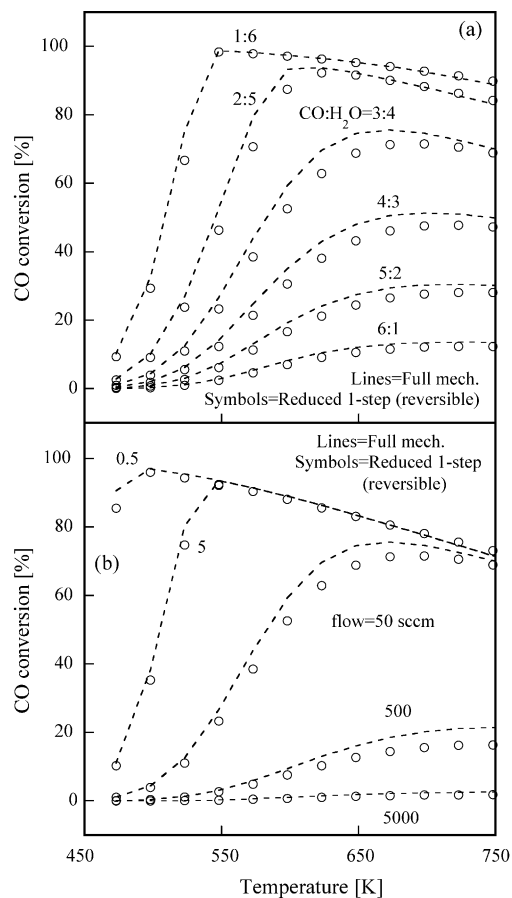 (a)
1:6
2:5
CO:H₂O=3:4
4:3
5:2
6:1
Lines=Full mech.
Symbols=Reduced 1-step (reversible)
CO conversion [%]
100
80
60
40
20
0
Lines=Full mech.
Symbols=Reduced 1-step
(reversible)
0.5
5
(b)
flow=50 sccm
500
5000
CO conversion [%]
100
80
60
40
20
0
450
550
650
750
Temperature [K]